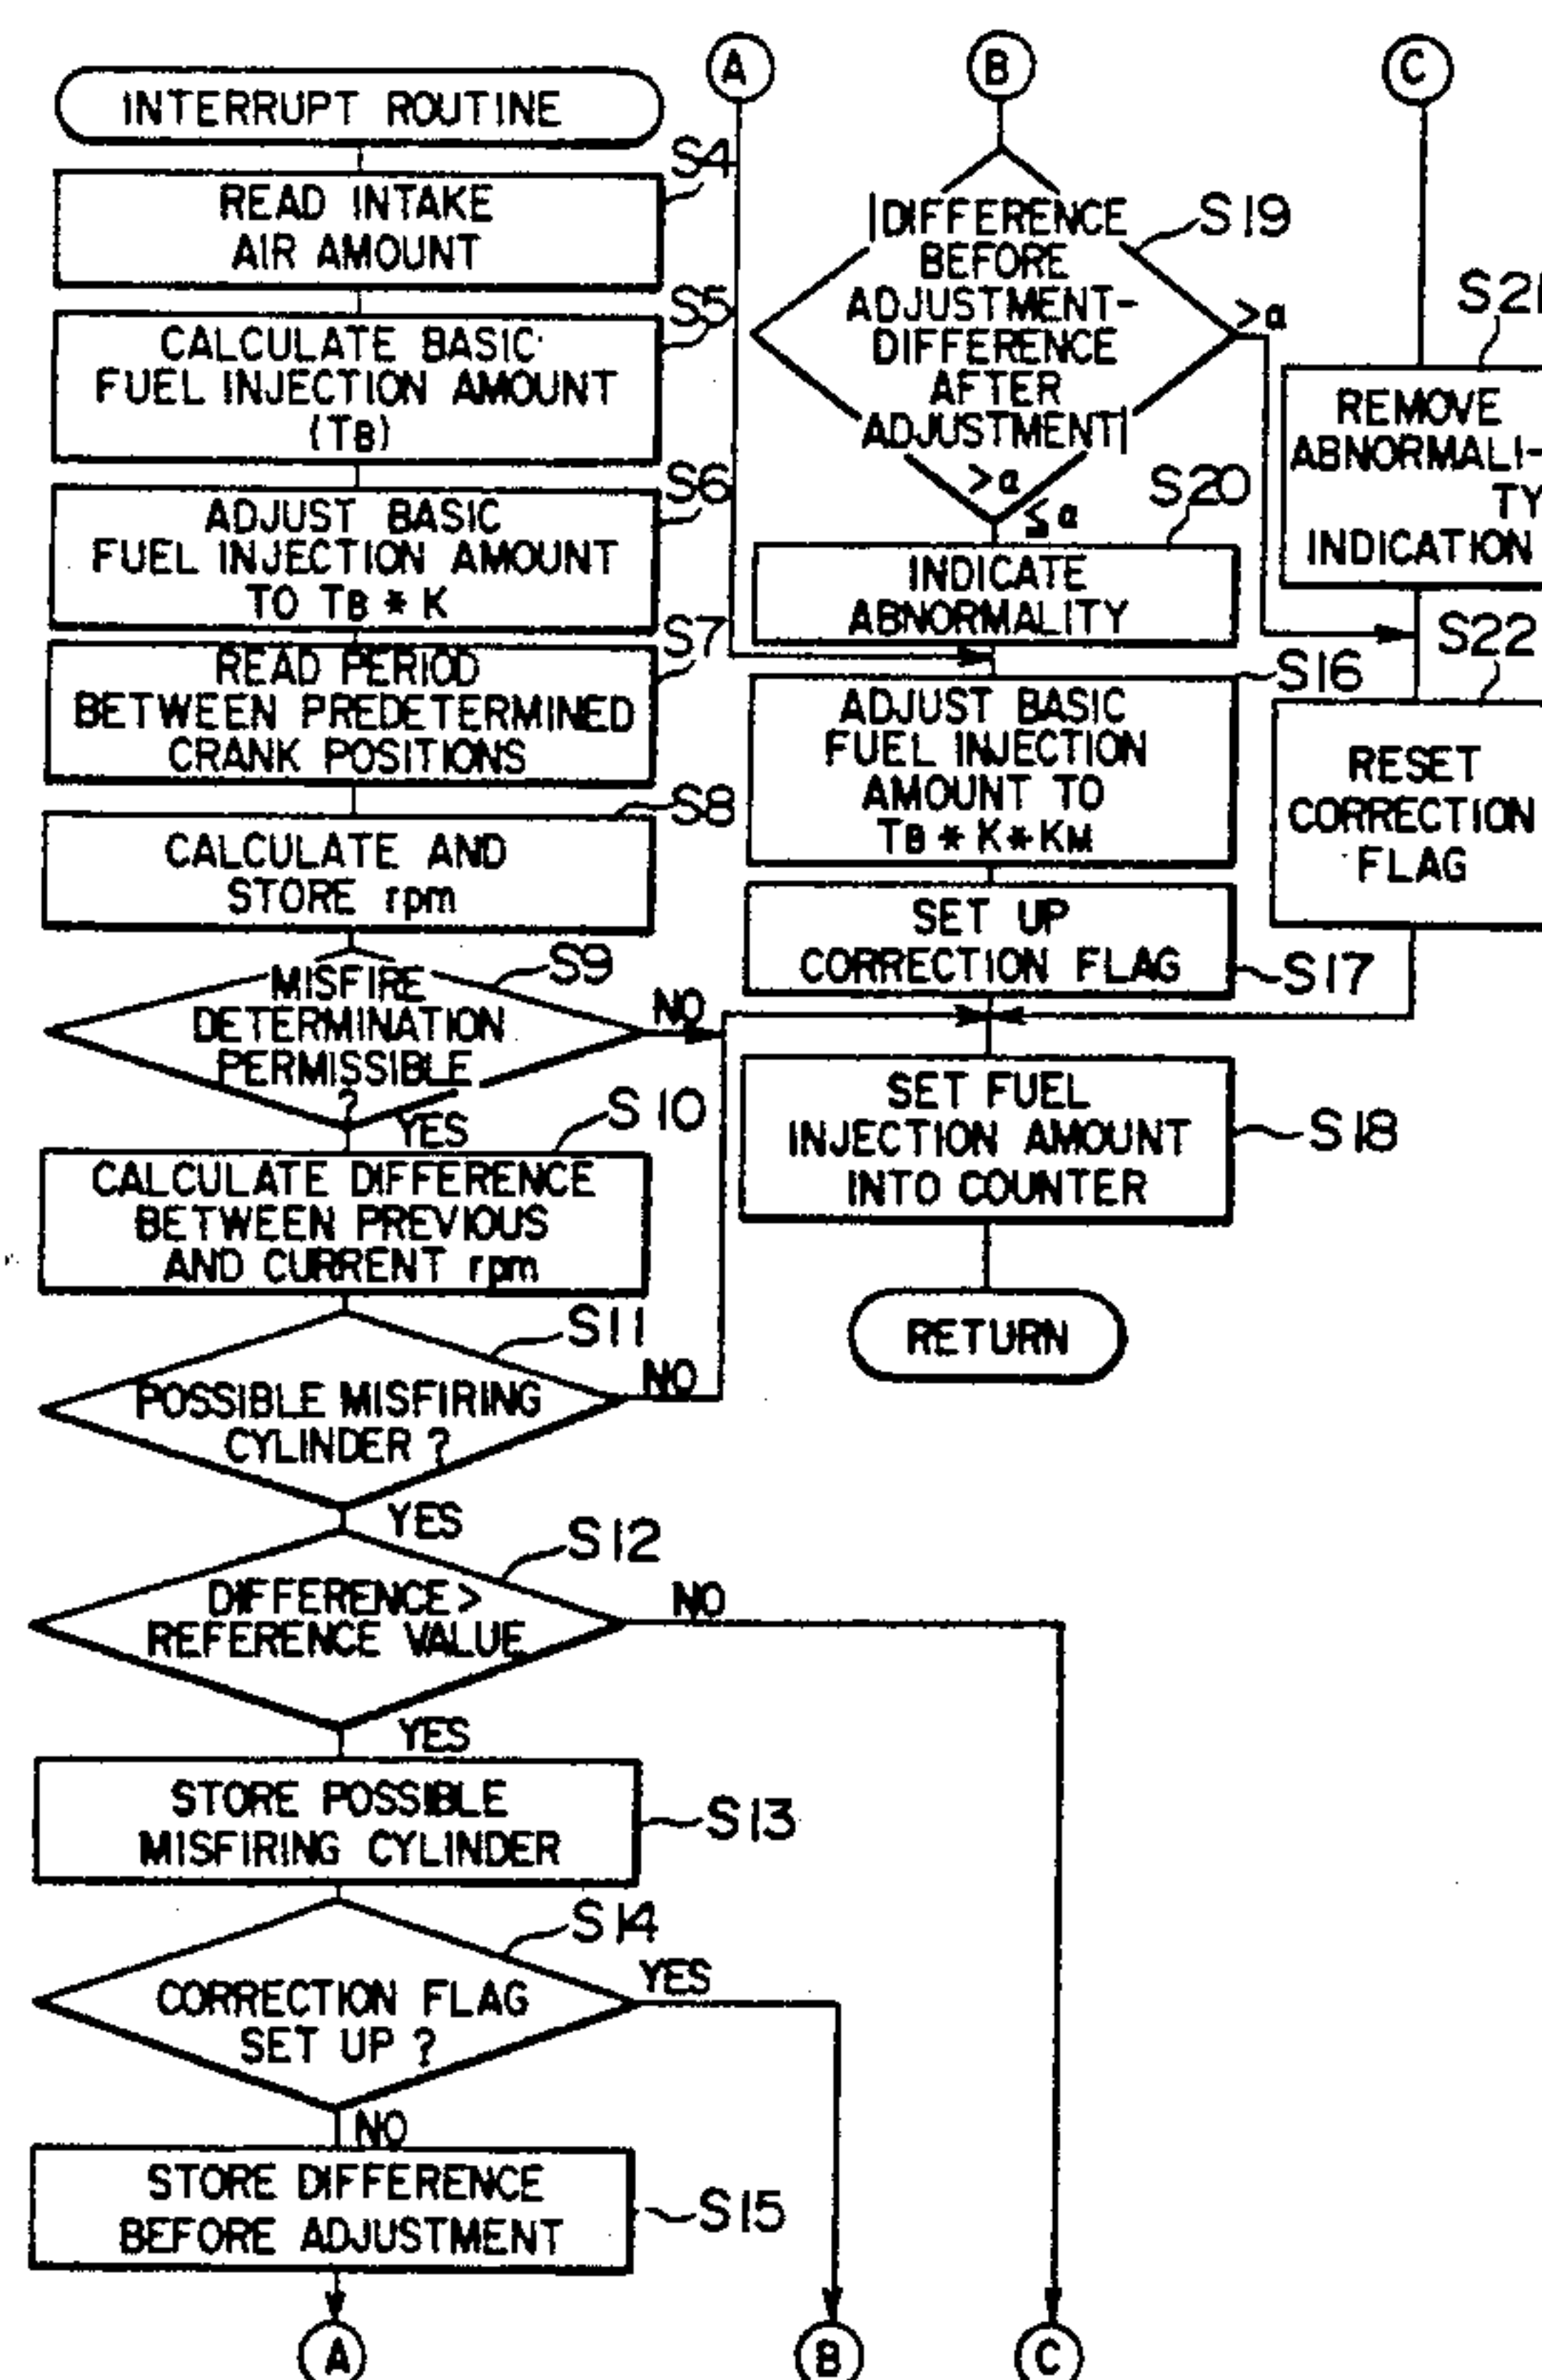 INTERRUPT ROUTINE
S4
READ INTAKE
AIR AMOUNT
S5
CALCULATE BASIC
FUEL INJECTION AMOUNT
(TB)
S6
ADJUST BASIC
FUEL INJECTION AMOUNT
TO TB * K
S7
READ PERIOD
BETWEEN PREDETERMINED
CRANK POSITIONS
S8
CALCULATE AND
STORE rpm
S9
MISFIRE
DETERMINATION
PERMISSIBLE
?
NO
YES
S10
CALCULATE DIFFERENCE
BETWEEN PREVIOUS
AND CURRENT rpm
S11
POSSIBLE MISFIRING
CYLINDER ?
NO
YES
S12
DIFFERENCE >
REFERENCE VALUE
NO
YES
STORE POSSIBLE
MISFIRING CYLINDER
S13
S14
CORRECTION FLAG
SET UP ?
YES
NO
STORE DIFFERENCE
BEFORE ADJUSTMENT
S15
A
B
C
A
B
|DIFFERENCE
BEFORE
ADJUSTMENT-
DIFFERENCE
AFTER
ADJUSTMENT|
S19
>α
>α
≦α
S20
INDICATE
ABNORMALITY
S16
ADJUST BASIC
FUEL INJECTION
AMOUNT TO
TB * K * KM
SET UP
CORRECTION FLAG
S17
SET FUEL
INJECTION AMOUNT
INTO COUNTER
S18
RETURN
C
S21
REMOVE
ABNORMALI-
TY
INDICATION
S22
RESET
CORRECTION
FLAG